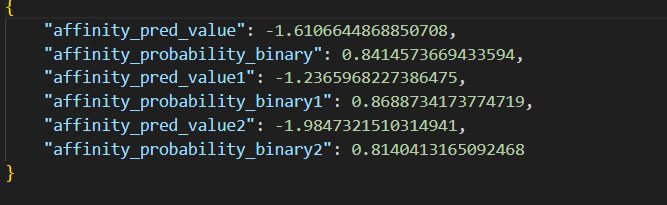 {
"affinity_pred_value": -1.6106644868850708,
"affinity_probability_binary": 0.8414573669433594,
"affinity_pred_value1": -1.2365968227386475,
"affinity_probability_binary1": 0.8688734173774719,
"affinity_pred_value2": -1.9847321510314941,
"affinity_probability_binary2": 0.8140413165092468
}